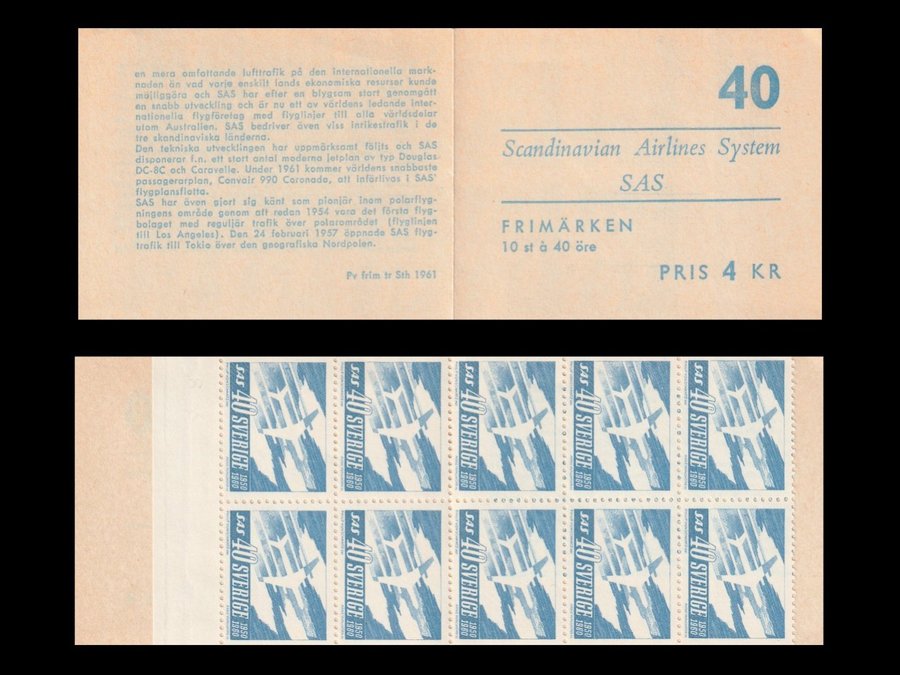 en mera omfattande lufttrafik på den internationella mark-
naden än vad varje enskilt lands ekonomiska resurser kunde
möjliggöra och SAS har efter en blygsam start genomgått
en snabb utveckling och är nu ett av världens ledande inter-
nationella flygföretag med flyglinjer till alla världsdelar
utom Australien. SAS bedriver även viss inrikestrafik i de
tre skandinaviska länderna.
Den tekniska utvecklingen har uppmärksamt följts och SAS
disponerar f.n. ett stort antal moderna jetplan av typ Douglas
DC-8C och Caravelle. Under 1961 kommer världens snabbaste
passagerarplan, Convair 990 Coronado, att införlivas i SAS'
flygplansflotta.
SAS har även gjort sig känt som pionjär inom polarflyg-
ningens område genom att redan 1954 vara det första flyg-
bolaget med reguljär trafik över polarområdet (flyglinjen
till Los Angeles). Den 24 februari 1957 öppnade SAS flyg-
trafik till Tokio över den geografiska Nordpolen.
Pv frim tr Sth 1961
40
Scandinavian Airlines System
SAS
FRIMÄRKEN
10 st à 40 öre
PRIS 4 KR
SAS 40 SVERIGE 1950 1960
SAS 40 SVERIGE 1950 1960
SAS 40 SVERIGE 1950 1960
SAS 40 SVERIGE 1950 1960
SAS 40 SVERIGE 1950 1960
SAS 40 SVERIGE 1950 1960
SAS 40 SVERIGE 1950 1960
SAS 40 SVERIGE 1950 1960
SAS 40 SVERIGE 1950 1960
SAS 40 SVERIGE 1950 1960